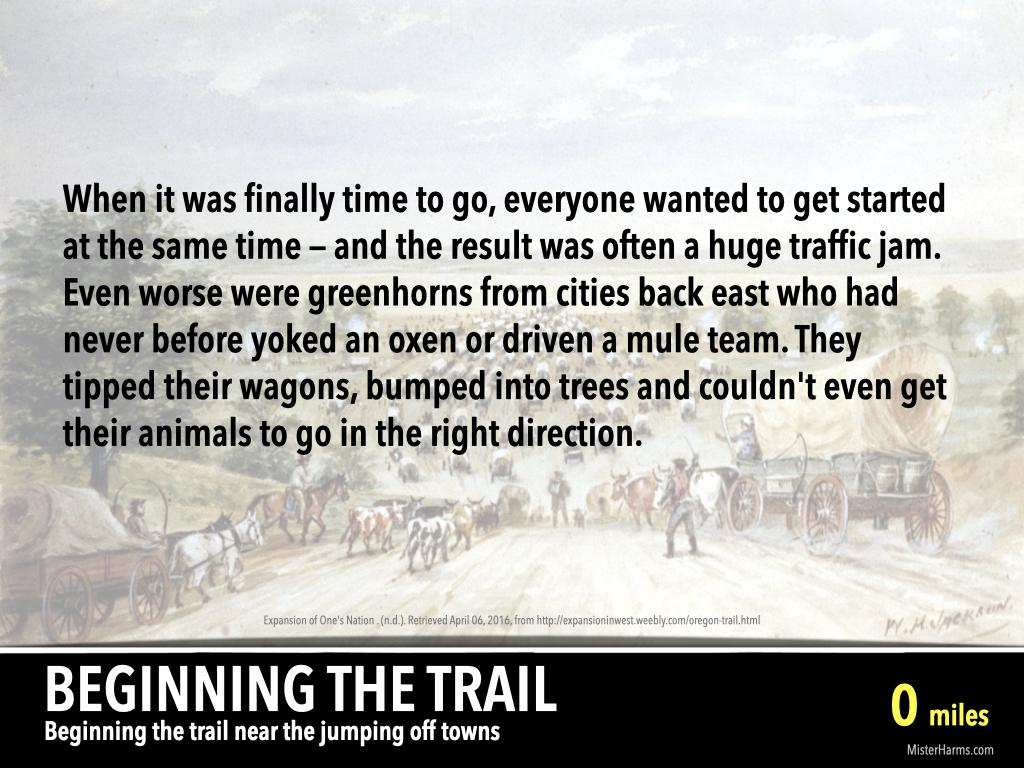 When it was finally time to go, everyone wanted to get started
at the same time – and the result was often a huge traffic jam.
Even worse were greenhorns from cities back east who had
never before yoked an oxen or driven a mule team. They
tipped their wagons, bumped into trees and couldn't even get
their animals to go in the right direction.
Expansion of One's Nation . (n.d.). Retrieved April 06, 2016, from http://expansioninwest.weebly.com/oregon-trail.html
W. H. JACKSON.
BEGINNING THE TRAIL
Beginning the trail near the jumping off towns
0 miles
MisterHarms.com